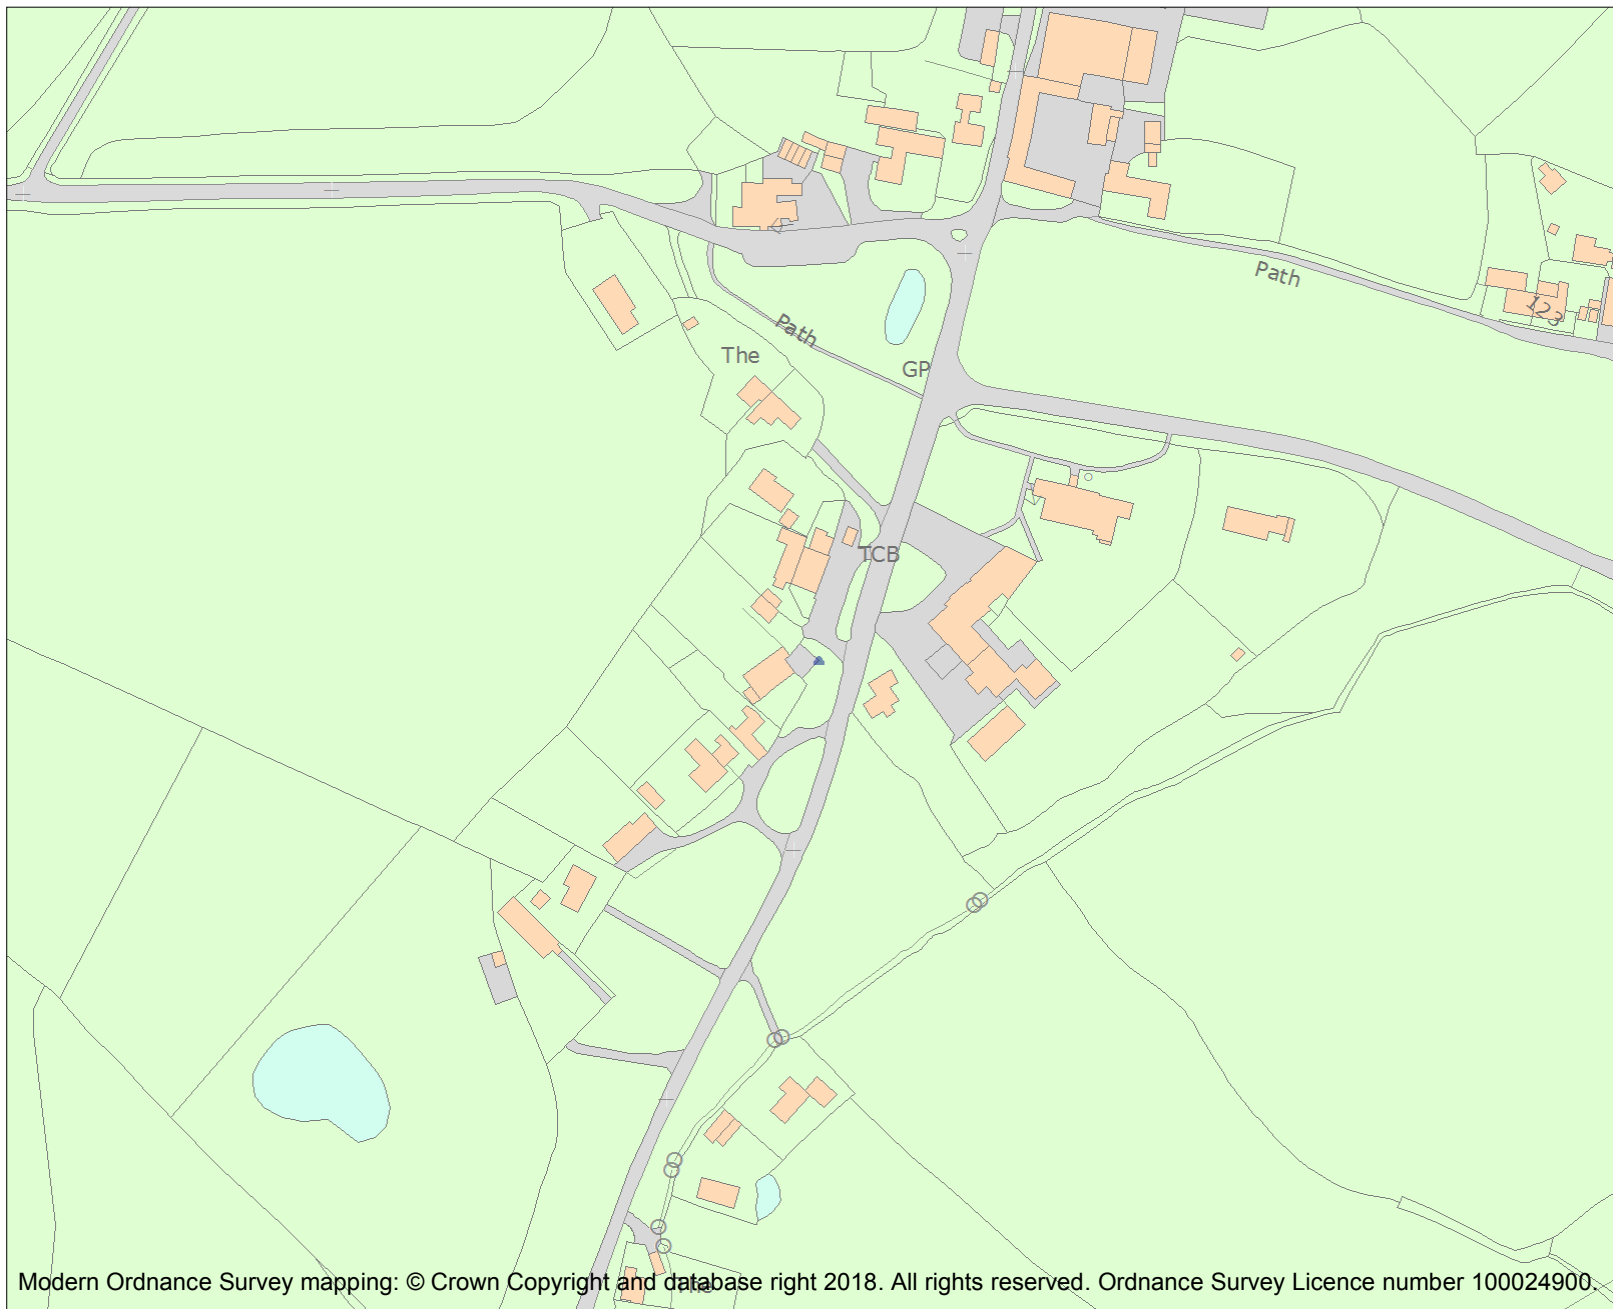 Path
123
Path
The
GP
TCB
The
Modern Ordnance Survey mapping: © Crown Copyright and database right 2018. All rights reserved. Ordnance Survey Licence number 100024900.